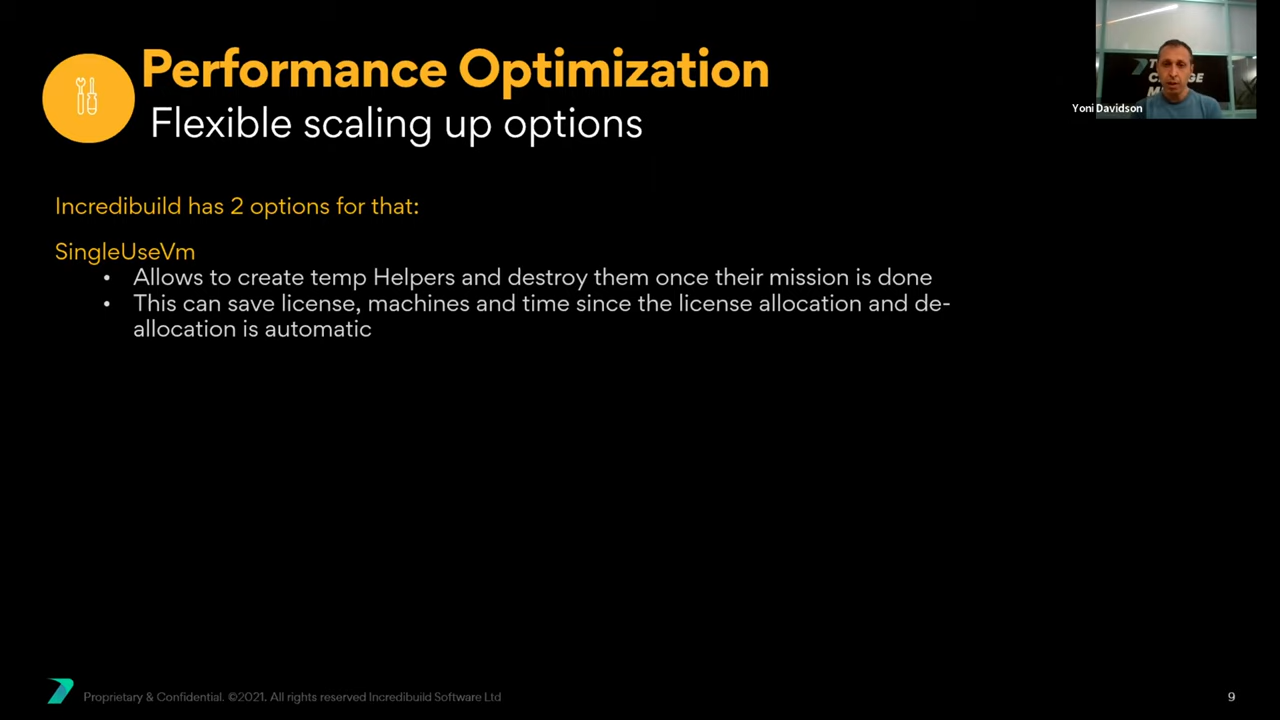 Performance Optimization
Flexible scaling up options
Yoni Davidson
Incredibuild has 2 options for that:
SingleUseVm
• Allows to create temp Helpers and destroy them once their mission is done
• This can save license, machines and time since the license allocation and de-
allocation is automatic
Proprietary & Confidential. ©2021. All rights reserved Incredibuild Software Ltd
9